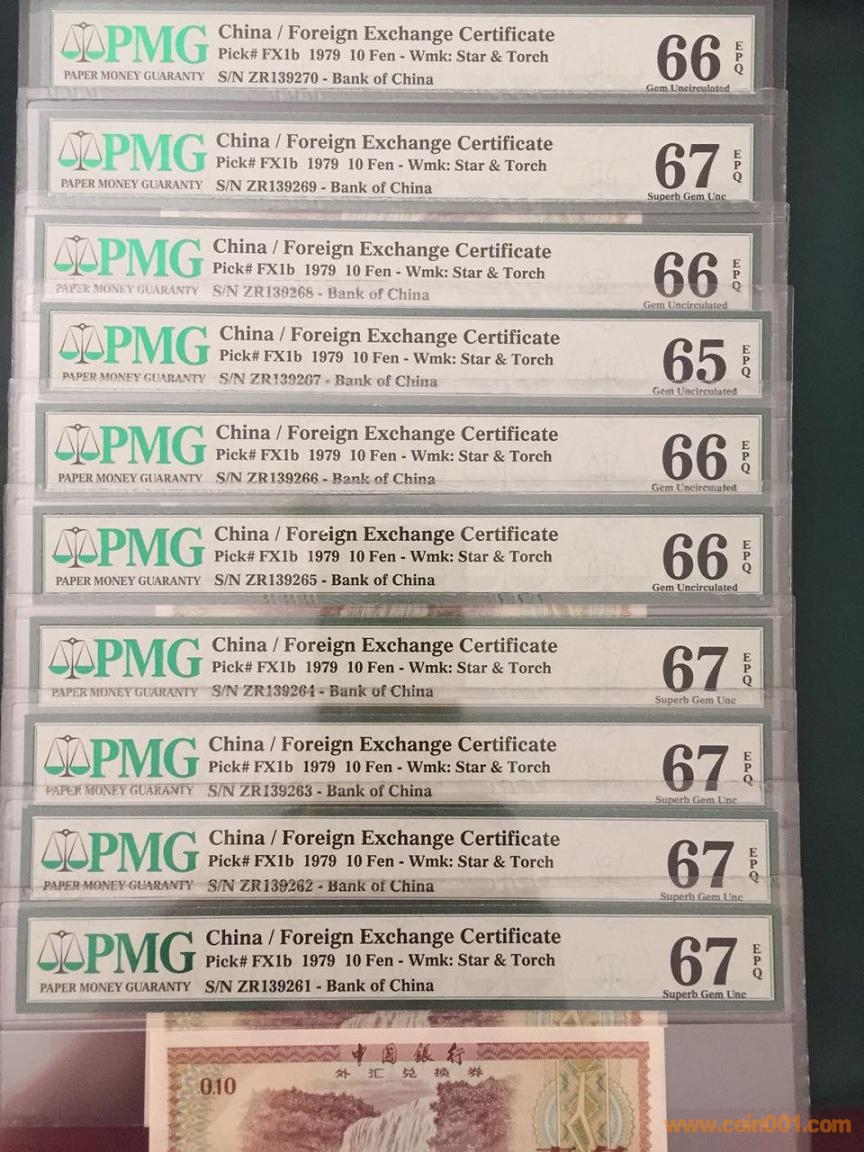 PMG
PAPER MONEY GUARANTY
China / Foreign Exchange Certificate
Pick# FX1b 1979 10 Fen - Wmk: Star & Torch
S/N ZR139270 - Bank of China
66
EPQ
Gem Uncirculated
PMG
PAPER MONEY GUARANTY
China / Foreign Exchange Certificate
Pick# FX1b 1979 10 Fen - Wmk: Star & Torch
S/N ZR139269 - Bank of China
67
EPQ
Superb Gem Unc
PMG
PAPER MONEY GUARANTY
China / Foreign Exchange Certificate
Pick# FX1b 1979 10 Fen - Wmk: Star & Torch
S/N ZR139268 - Bank of China
66
EPQ
Gem Uncirculated
PMG
PAPER MONEY GUARANTY
China / Foreign Exchange Certificate
Pick# FX1b 1979 10 Fen - Wmk: Star & Torch
S/N ZR139267 - Bank of China
65
EPQ
Gem Uncirculated
PMG
PAPER MONEY GUARANTY
China / Foreign Exchange Certificate
Pick# FX1b 1979 10 Fen - Wmk: Star & Torch
S/N ZR139266 - Bank of China
66
EPQ
Gem Uncirculated
PMG
PAPER MONEY GUARANTY
China / Foreign Exchange Certificate
Pick# FX1b 1979 10 Fen - Wmk: Star & Torch
S/N ZR139265 - Bank of China
66
EPQ
Gem Uncirculated
PMG
PAPER MONEY GUARANTY
China / Foreign Exchange Certificate
Pick# FX1b 1979 10 Fen - Wmk: Star & Torch
S/N ZR139264 - Bank of China
67
EPQ
Superb Gem Unc
PMG
PAPER MONEY GUARANTY
China / Foreign Exchange Certificate
Pick# FX1b 1979 10 Fen - Wmk: Star & Torch
S/N ZR139263 - Bank of China
67
EPQ
Superb Gem Unc
PMG
PAPER MONEY GUARANTY
China / Foreign Exchange Certificate
Pick# FX1b 1979 10 Fen - Wmk: Star & Torch
S/N ZR139262 - Bank of China
67
EPQ
Superb Gem Unc
PMG
PAPER MONEY GUARANTY
China / Foreign Exchange Certificate
Pick# FX1b 1979 10 Fen - Wmk: Star & Torch
S/N ZR139261 - Bank of China
67
EPQ
Superb Gem Unc
中國銀行
外汇兑换券
0.10
www.coin001.com